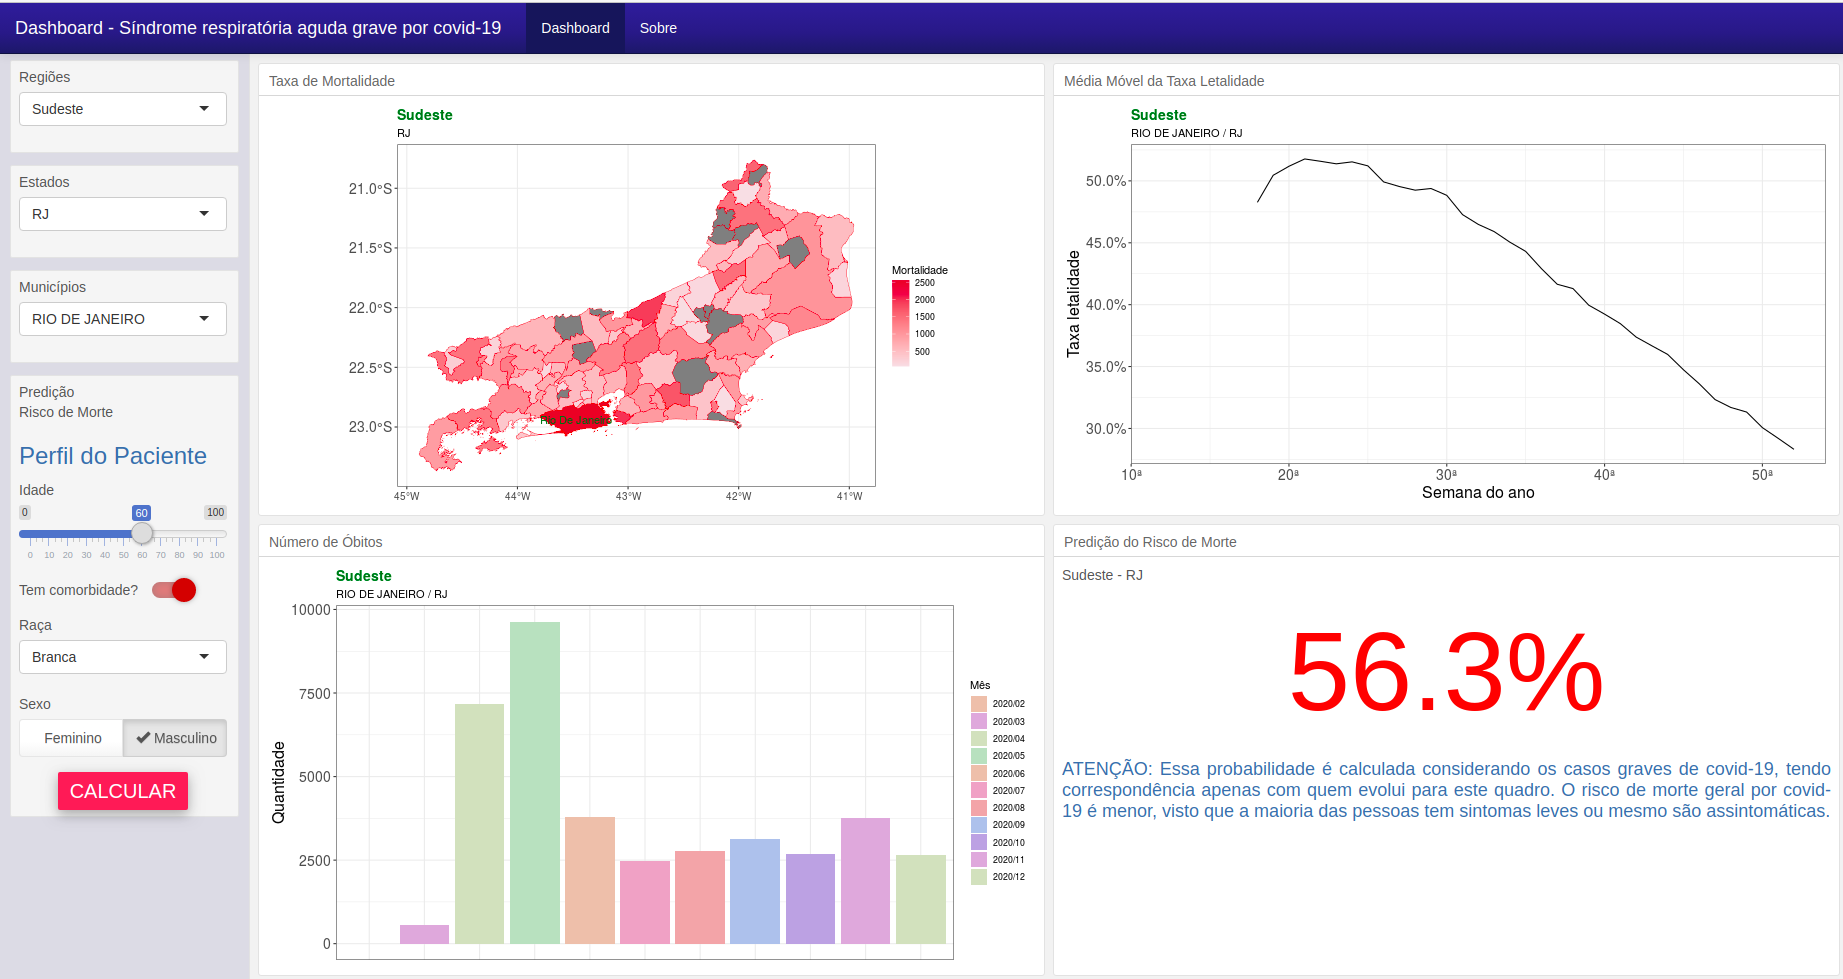 Dashboard - Síndrome respiratória aguda grave por covid-19 Dashboard Sobre
Regiões
Sudeste
Estados
RJ
Municípios
RIO DE JANEIRO
Predição
Risco de Morte
Perfil do Paciente
Idade
0 60 100
0 10 20 30 40 50 60 70 80 90 100
Tem comorbidade?
Raça
Branca
Sexo
Feminino Masculino
CALCULAR
Taxa de Mortalidade
Sudeste
RJ
21.0°S
21.5°S
22.0°S
22.5°S
23.0°S
Rio De Janeiro
45°W 44°W 43°W 42°W 41°W
Mortalidade
2500
2000
1500
1000
500
Média Móvel da Taxa Letalidade
Sudeste
RIO DE JANEIRO / RJ
Taxa letalidade
50.0%
45.0%
40.0%
35.0%
30.0%
10ª 20ª 30ª 40ª 50ª
Semana do ano
Número de Óbitos
Sudeste
RIO DE JANEIRO / RJ
Quantidade
10000
7500
5000
2500
0
Mês
2020/02
2020/03
2020/04
2020/05
2020/06
2020/07
2020/08
2020/09
2020/10
2020/11
2020/12
Predição do Risco de Morte
Sudeste - RJ
56.3%
ATENÇÃO: Essa probabilidade é calculada considerando os casos graves de covid-19, tendo
correspondência apenas com quem evolui para este quadro. O risco de morte geral por covid-
19 é menor, visto que a maioria das pessoas tem sintomas leves ou mesmo são assintomáticas.